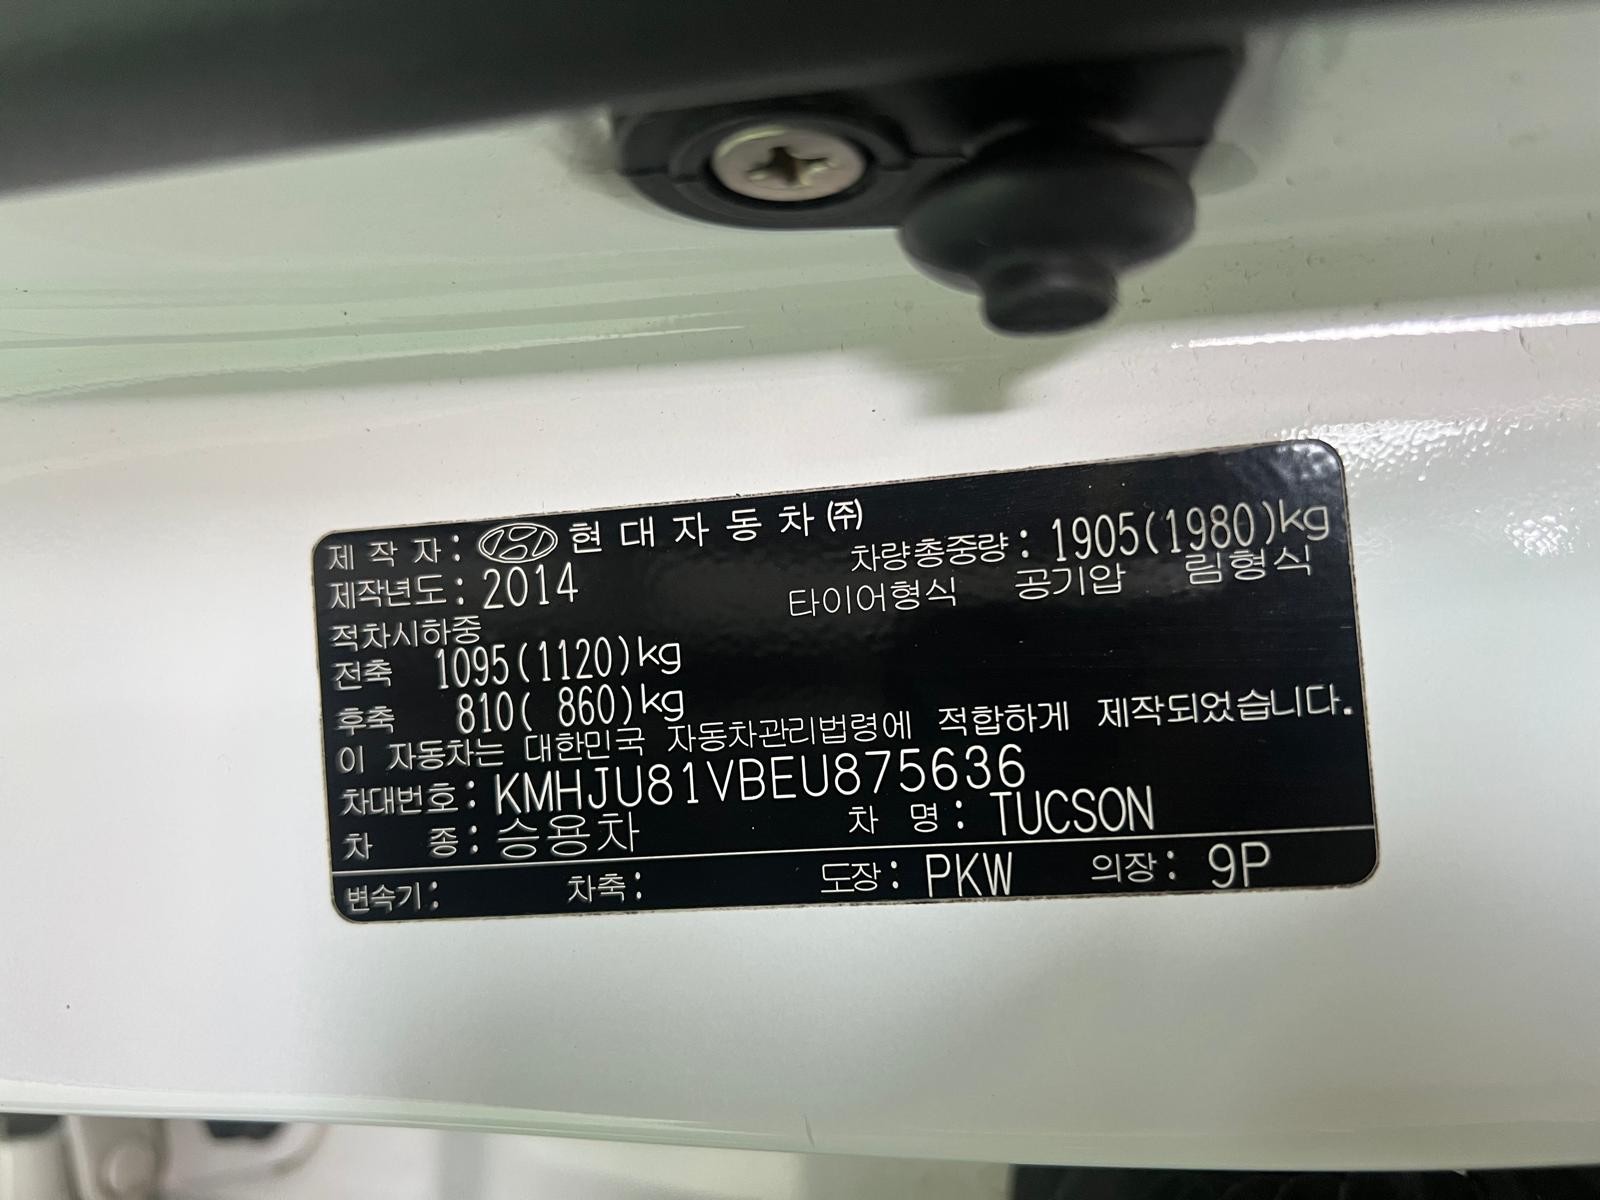 제 작 자 : 현 대 자 동 차 ㈜
제작년도 : 2014 차량총중량 : 1905(1980)kg
타이어형식 공기압 림형식
적차시하중
전축 1095(1120)kg
후축 810( 860)kg
이 자동차는 대한민국 자동차관리법령에 적합하게 제작되었습니다.
차대번호 : KMHJU81VBEU875636
차 종 : 승용차 차 명 : TUCSON
변속기 : 차축 : 도장 : PKW 의장 : 9P